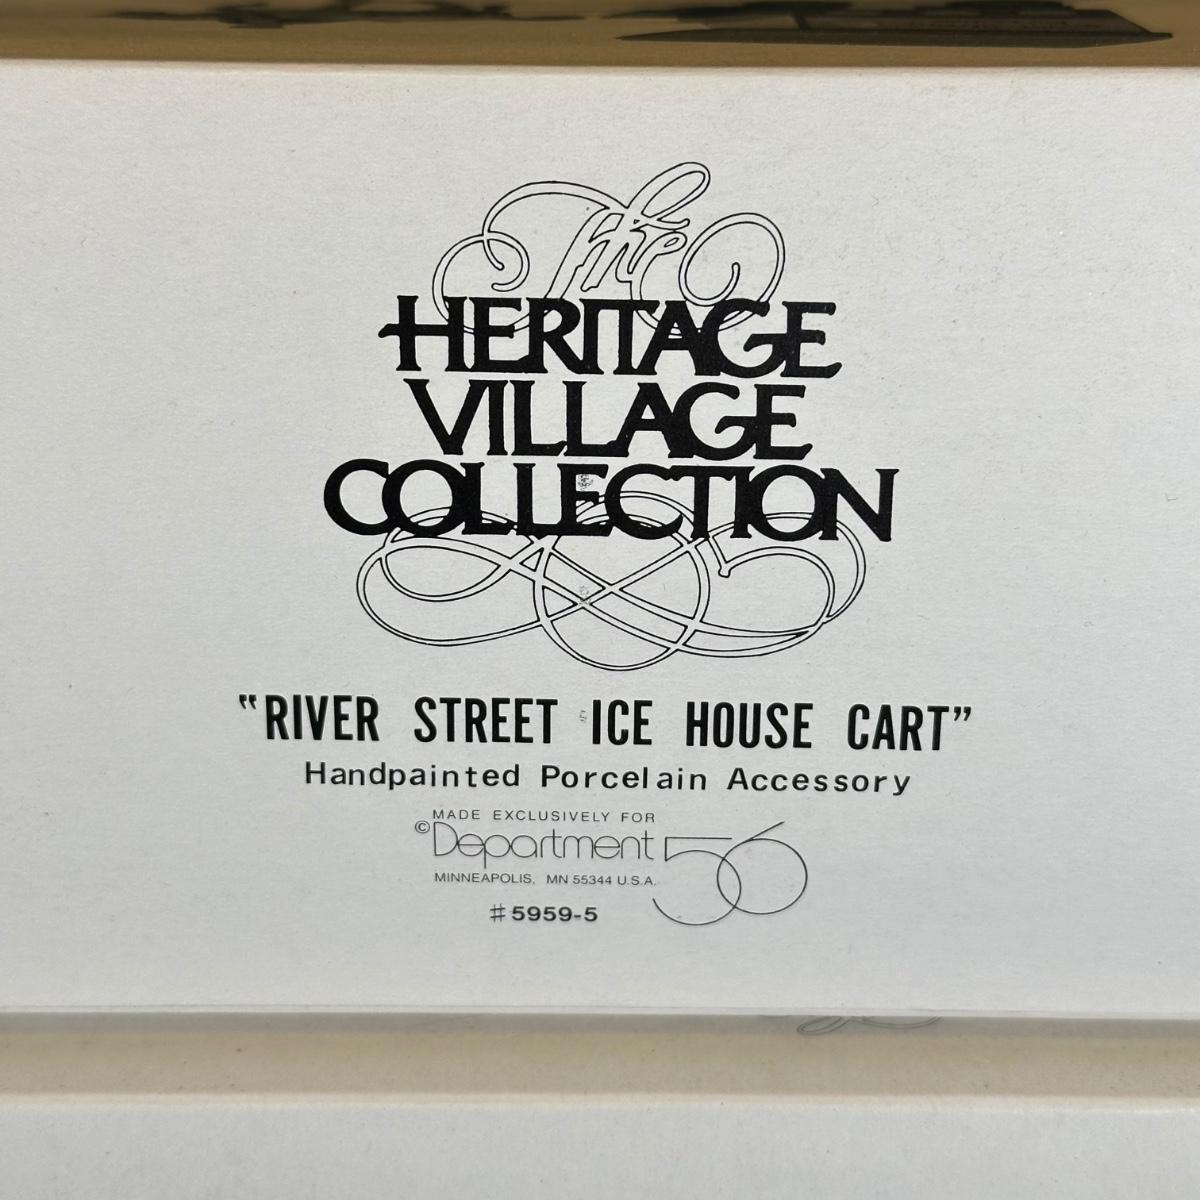 The
HERITAGE
VILLAGE
COLLECTION
"RIVER STREET ICE HOUSE CART"
Handpainted Porcelain Accessory
MADE EXCLUSIVELY FOR
©Department 56
MINNEAPOLIS, MN 55344 U.S.A.
#5959-5